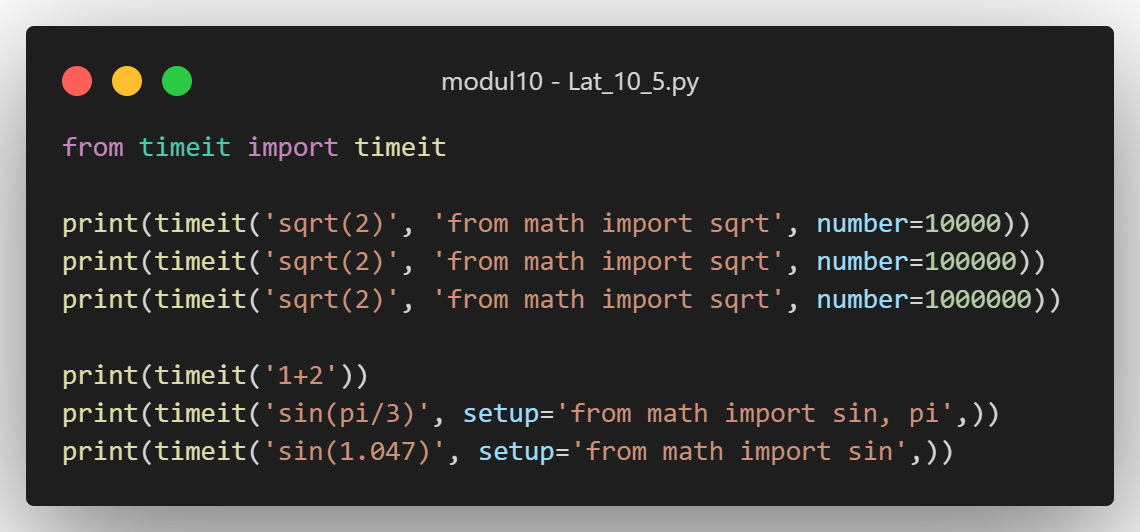 modul10 - Lat_10_5.py
from timeit import timeit
print(timeit('sqrt(2)', 'from math import sqrt', number=10000))
print(timeit('sqrt(2)', 'from math import sqrt', number=100000))
print(timeit('sqrt(2)', 'from math import sqrt', number=1000000))
print(timeit('1+2'))
print(timeit('sin(pi/3)', setup='from math import sin, pi',))
print(timeit('sin(1.047)', setup='from math import sin',))